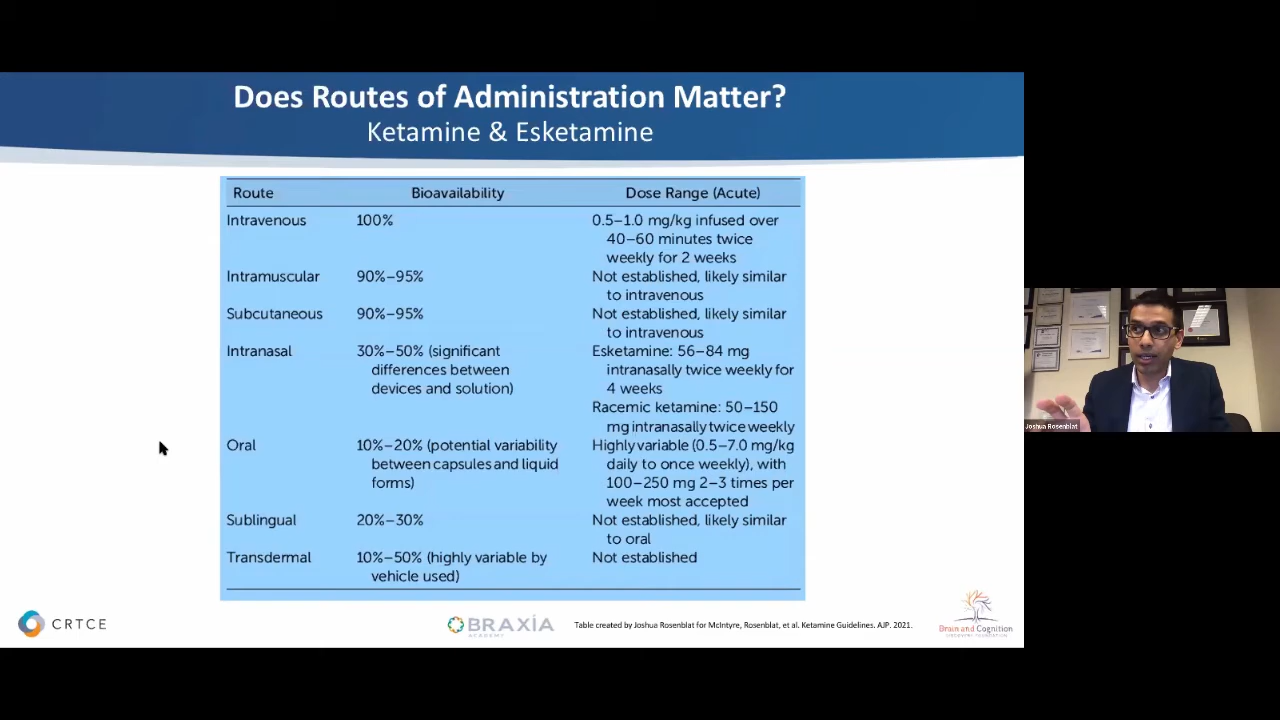 Does Routes of Administration Matter?
Ketamine & Esketamine
Route Bioavailability Dose Range (Acute)
Intravenous 100% 0.5–1.0 mg/kg infused over
40–60 minutes twice
weekly for 2 weeks
Intramuscular 90%–95% Not established, likely similar
to intravenous
Subcutaneous 90%–95% Not established, likely similar
to intravenous
Intranasal 30%–50% (significant Esketamine: 56–84 mg
differences between intranasally twice weekly for
devices and solution) 4 weeks
Racemic ketamine: 50–150
mg intranasally twice weekly
Oral 10%–20% (potential variability Highly variable (0.5–7.0 mg/kg
between capsules and liquid daily to once weekly), with
forms) 100–250 mg 2–3 times per
week most accepted
Sublingual 20%–30% Not established, likely similar
to oral
Transdermal 10%–50% (highly variable by Not established
vehicle used)
CRTCE
BRAXIA
ACADEMY
Table created by Joshua Rosenblat for McIntyre, Rosenblat, et al. Ketamine Guidelines. AJP. 2021.
Brain and Cognition
Joshua Rosenblat